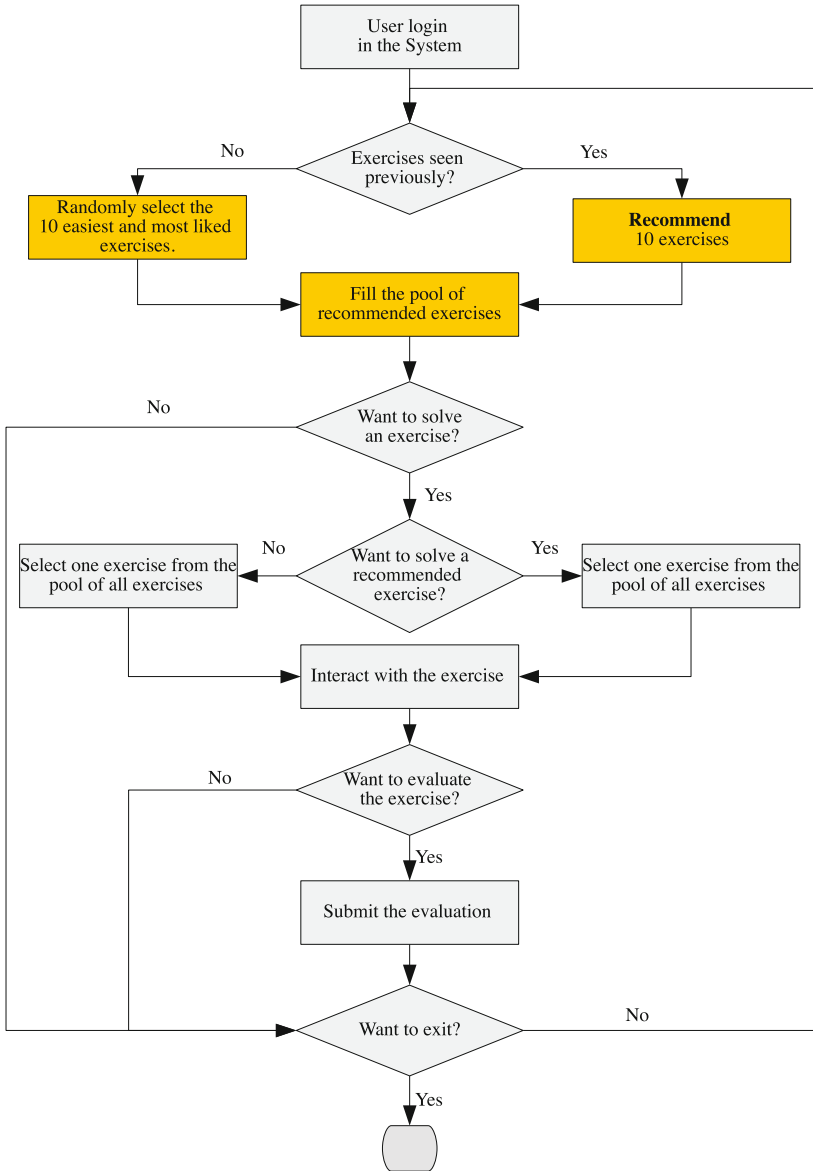 User login
in the System
No
Exercises seen
previously?
Yes
Randomly select the
10 easiest and most liked
exercises.
Recommend
10 exercises
Fill the pool of
recommended exercises
No
Want to solve
an exercise?
Yes
Select one exercise from the
pool of all exercises
No
Want to solve a
recommended
exercise?
Yes
Select one exercise from the
pool of all exercises
Interact with the exercise
No
Want to evaluate
the exercise?
Yes
Submit the evaluation
Want to exit?
No
Yes